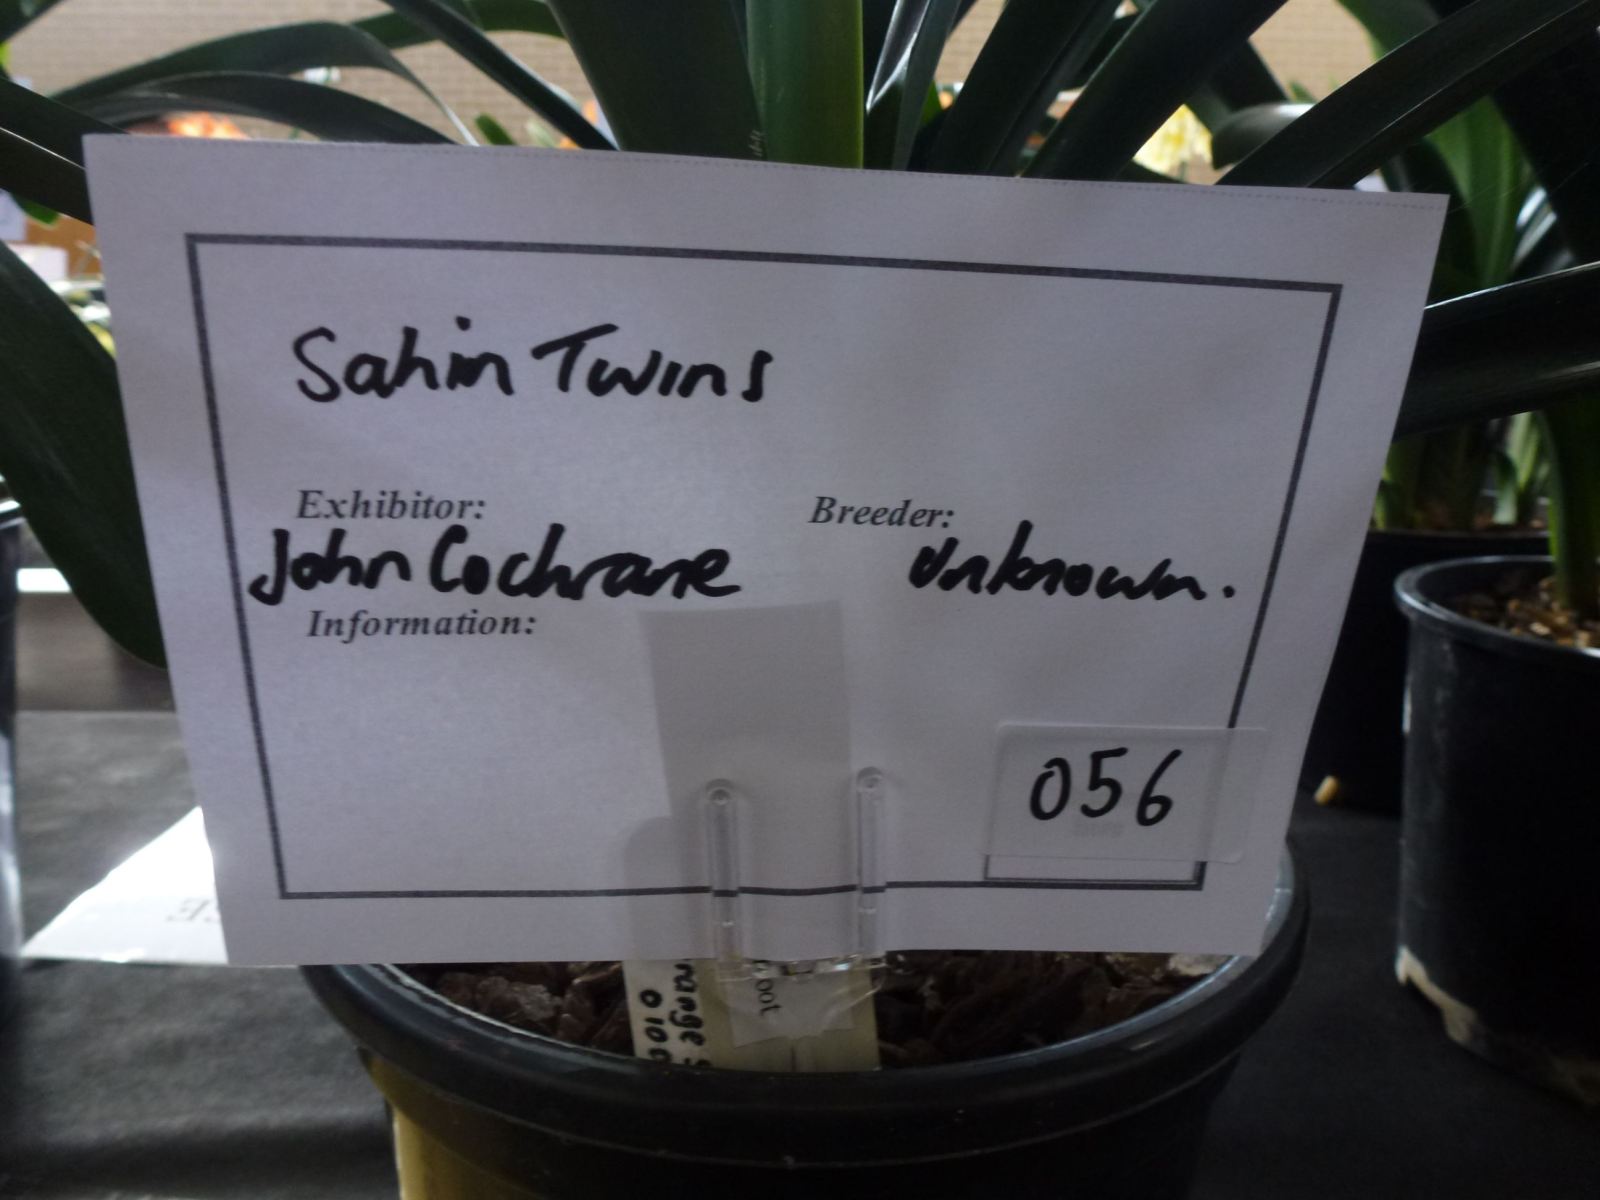 Sahin Twins
Exhibitor:
Breeder:
John Cochrane
Unknown.
Information:
056